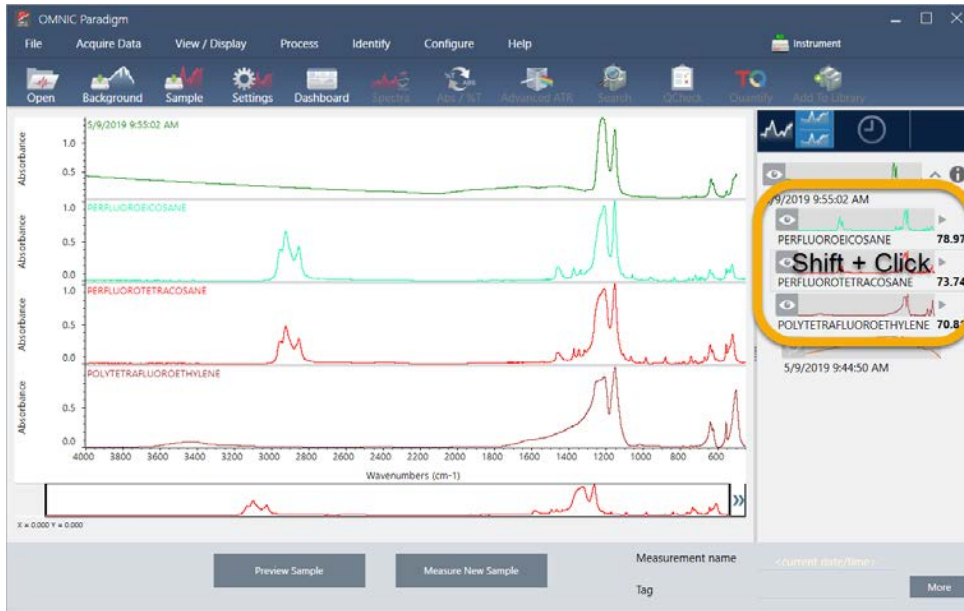 OMNIC Paradigm
File Acquire Data View / Display Process Identify Configure Help Instrument
Open Background Sample Settings Dashboard Spectra Abs / %T Advanced ATR Search QCheck Quantify Add To Library
5/9/2019 9:55:02 AM
Absorbance
1.0
0.5
PERFLUOROEICOSANE
Absorbance
1.0
0.5
0.0
PERFLUOROTETRACOSANE
Absorbance
1.0
0.5
0.0
POLYTETRAFLUOROETHYLENE
Absorbance
0.5
0.0
4000 3800 3600 3400 3200 3000 2800 2600 2400 2200 2000 1800 1600 1400 1200 1000 800 600
Wavenumbers (cm-1)
X = 0.000 Y = 0.000
/9/2019 9:55:02 AM
PERFLUOROEICOSANE 78.97
Shift + Click
PERFLUOROTETRACOSANE 73.74
POLYTETRAFLUOROETHYLENE 70.81
5/9/2019 9:44:50 AM
Preview Sample
Measure New Sample
Measurement name <current date/time>
Tag
More